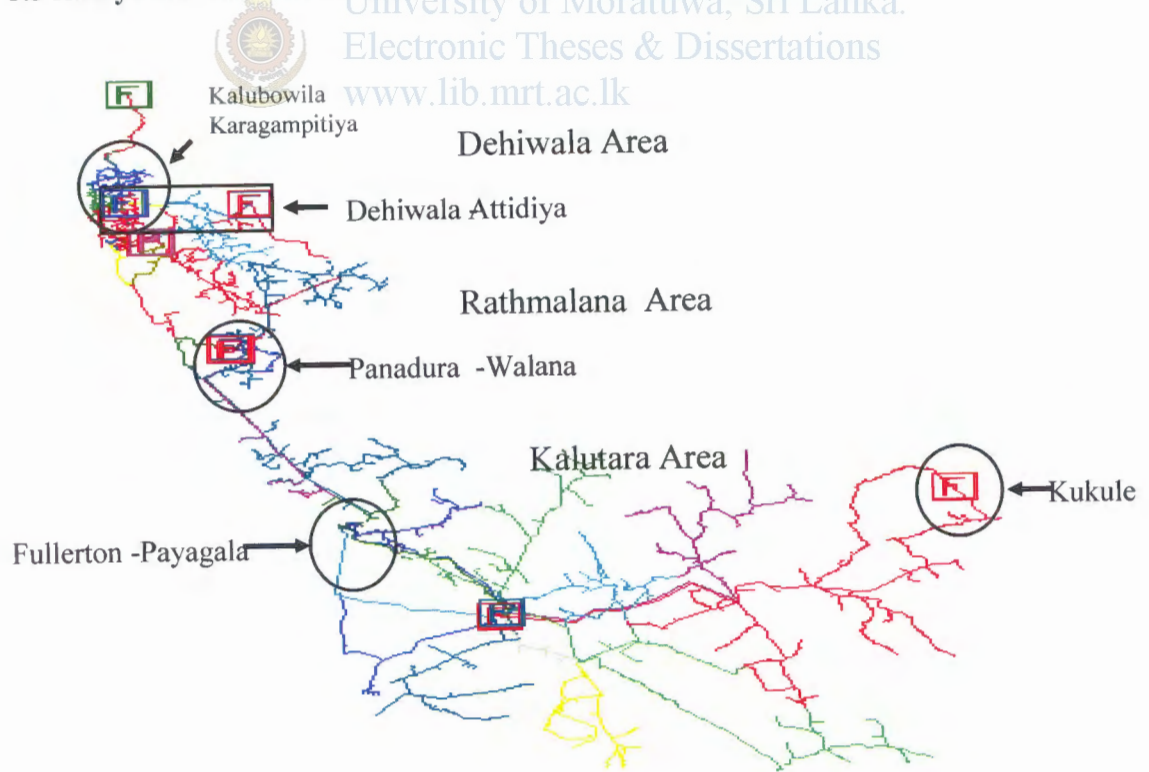 University of Moratuwa, Sri Lanka.
Electronic Theses & Dissertations
www.lib.mrt.ac.lk
F
Kalubowila
Karagampitiya
Dehiwala Area
F
Dehiwala Attidiya
Rathmalana Area
F
Panadura -Walana
Kalutara Area
F
Kukule
Fullerton -Payagala